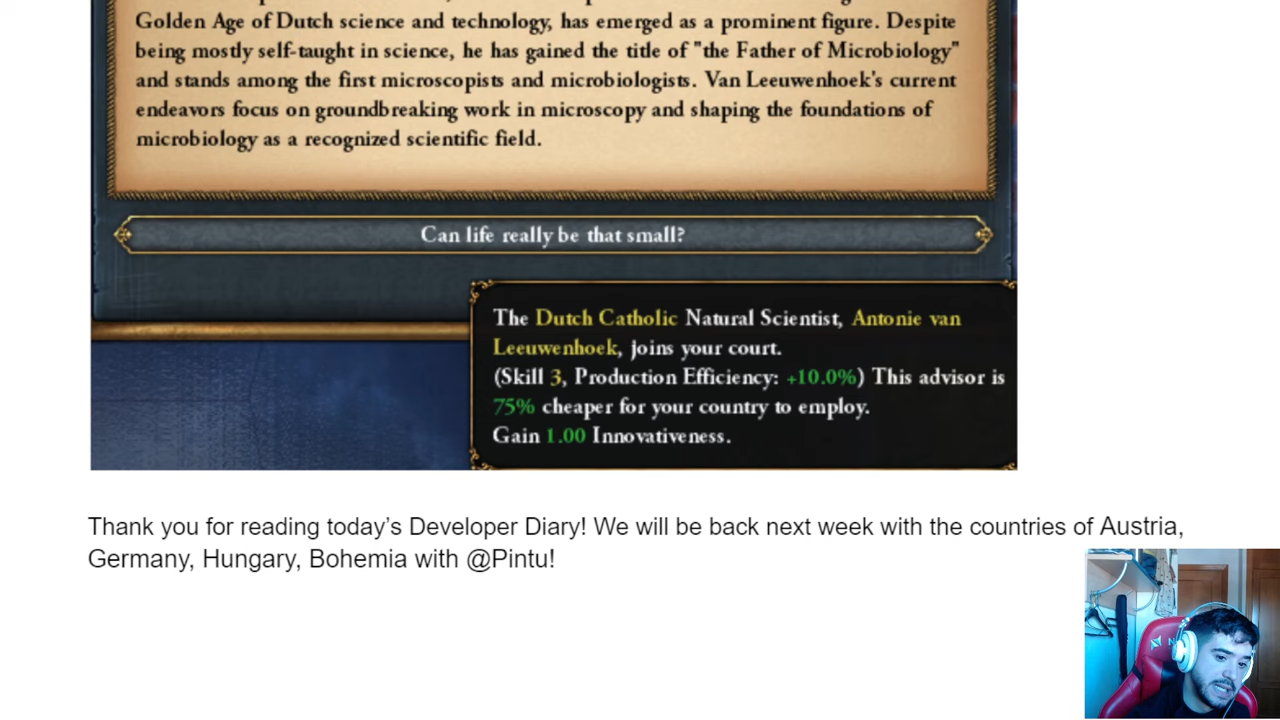 Golden Age of Dutch science and technology, has emerged as a prominent figure. Despite
being mostly self-taught in science, he has gained the title of "the Father of Microbiology"
and stands among the first microscopists and microbiologists. Van Leeuwenhoek's current
endeavors focus on groundbreaking work in microscopy and shaping the foundations of
microbiology as a recognized scientific field.
Can life really be that small?
The Dutch Catholic Natural Scientist, Antonie van
Leeuwenhoek, joins your court.
(Skill 3, Production Efficiency: +10.0%) This advisor is
75% cheaper for your country to employ.
Gain 1.00 Innovativeness.
Thank you for reading today’s Developer Diary! We will be back next week with the countries of Austria,
Germany, Hungary, Bohemia with @Pintu!